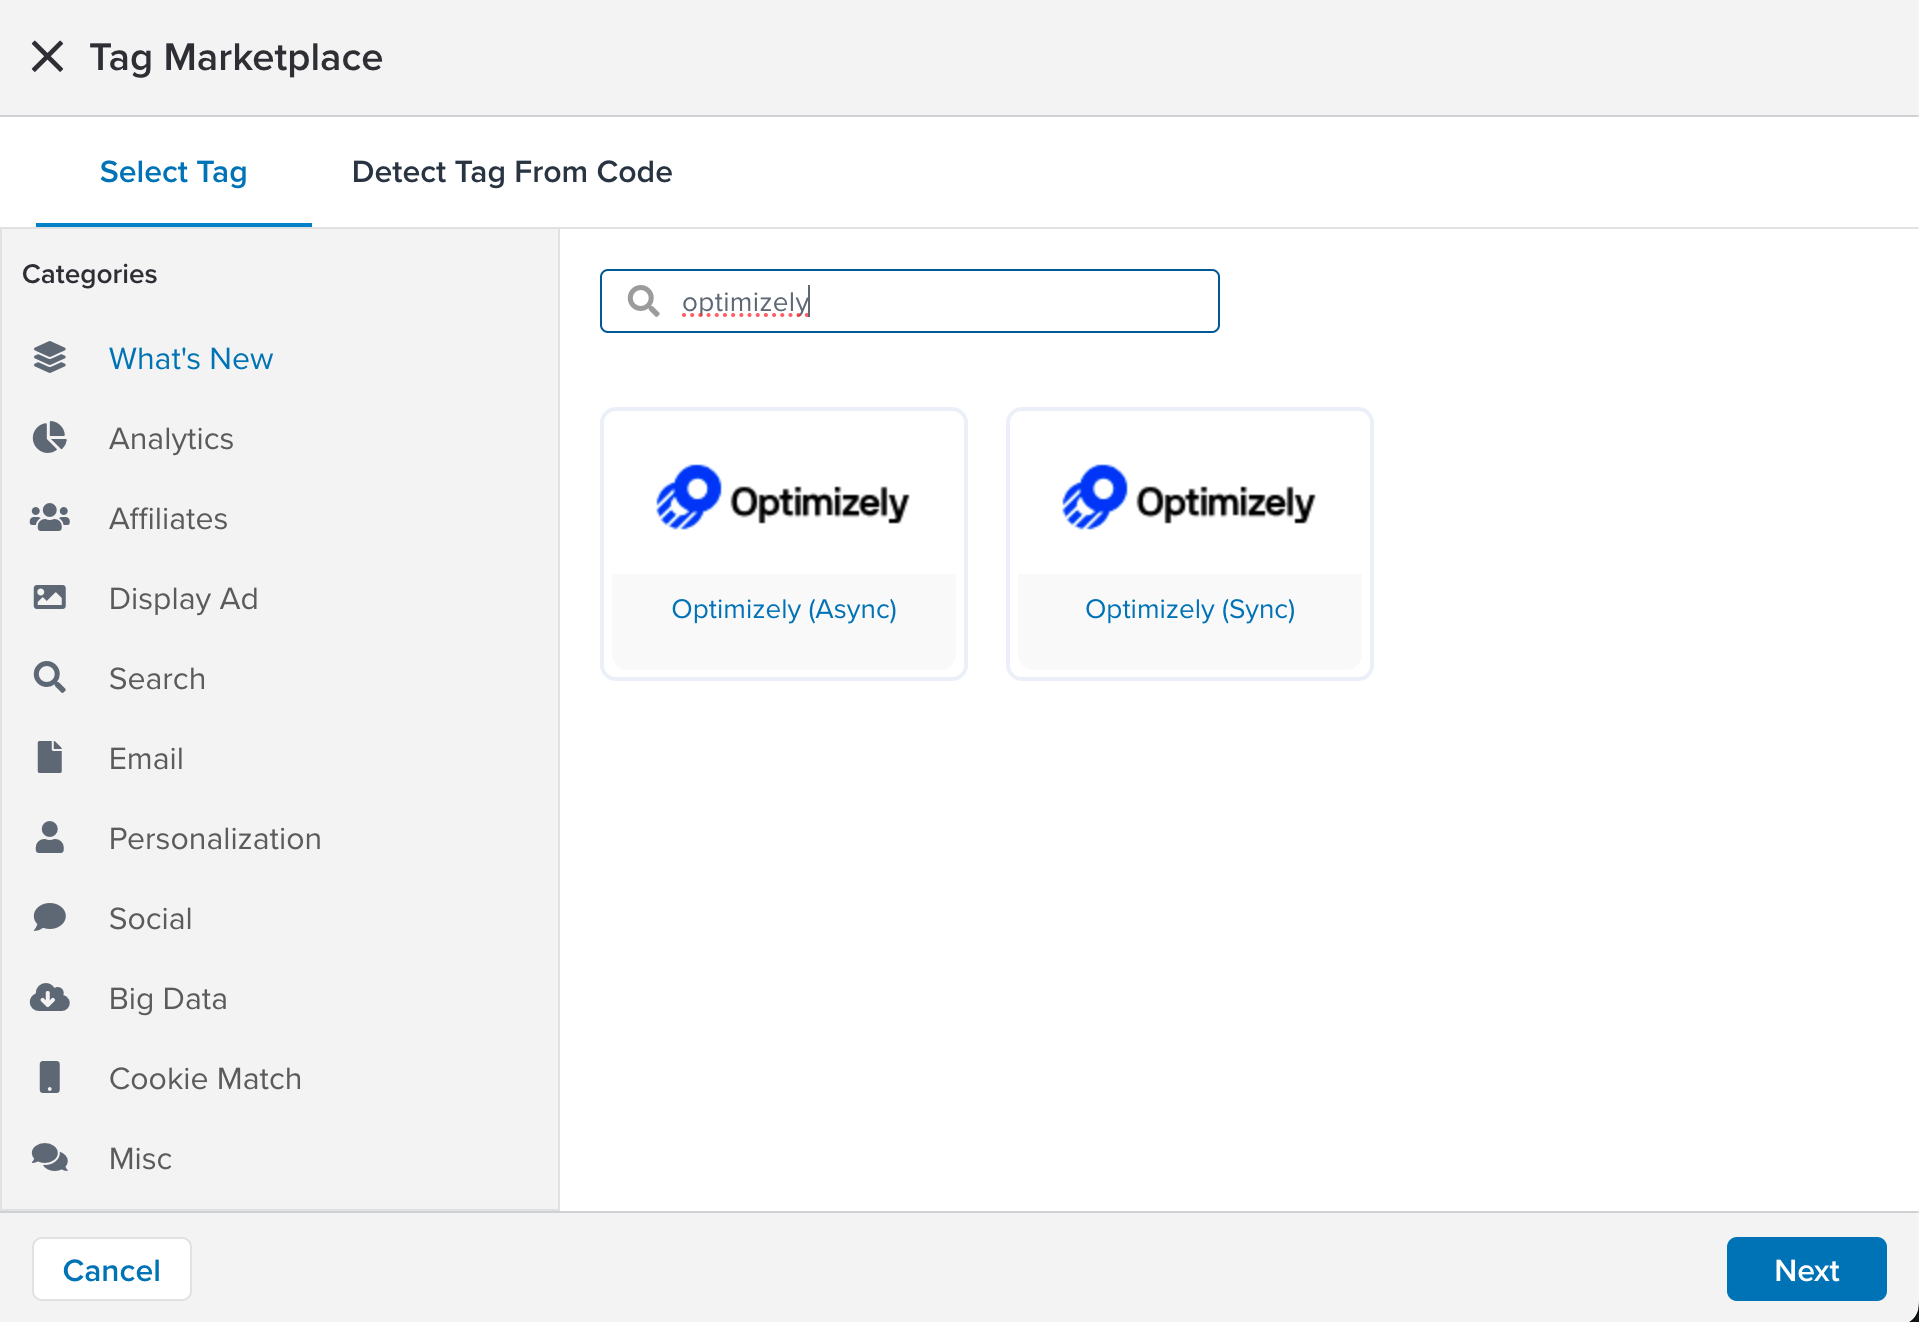 Tag Marketplace
Select Tag
Detect Tag From Code
Categories
What's New
Analytics
Affiliates
Display Ad
Search
Email
Personalization
Social
Big Data
Cookie Match
Misc
optimizely
Optimizely
Optimizely (Async)
Optimizely
Optimizely (Sync)
Cancel
Next